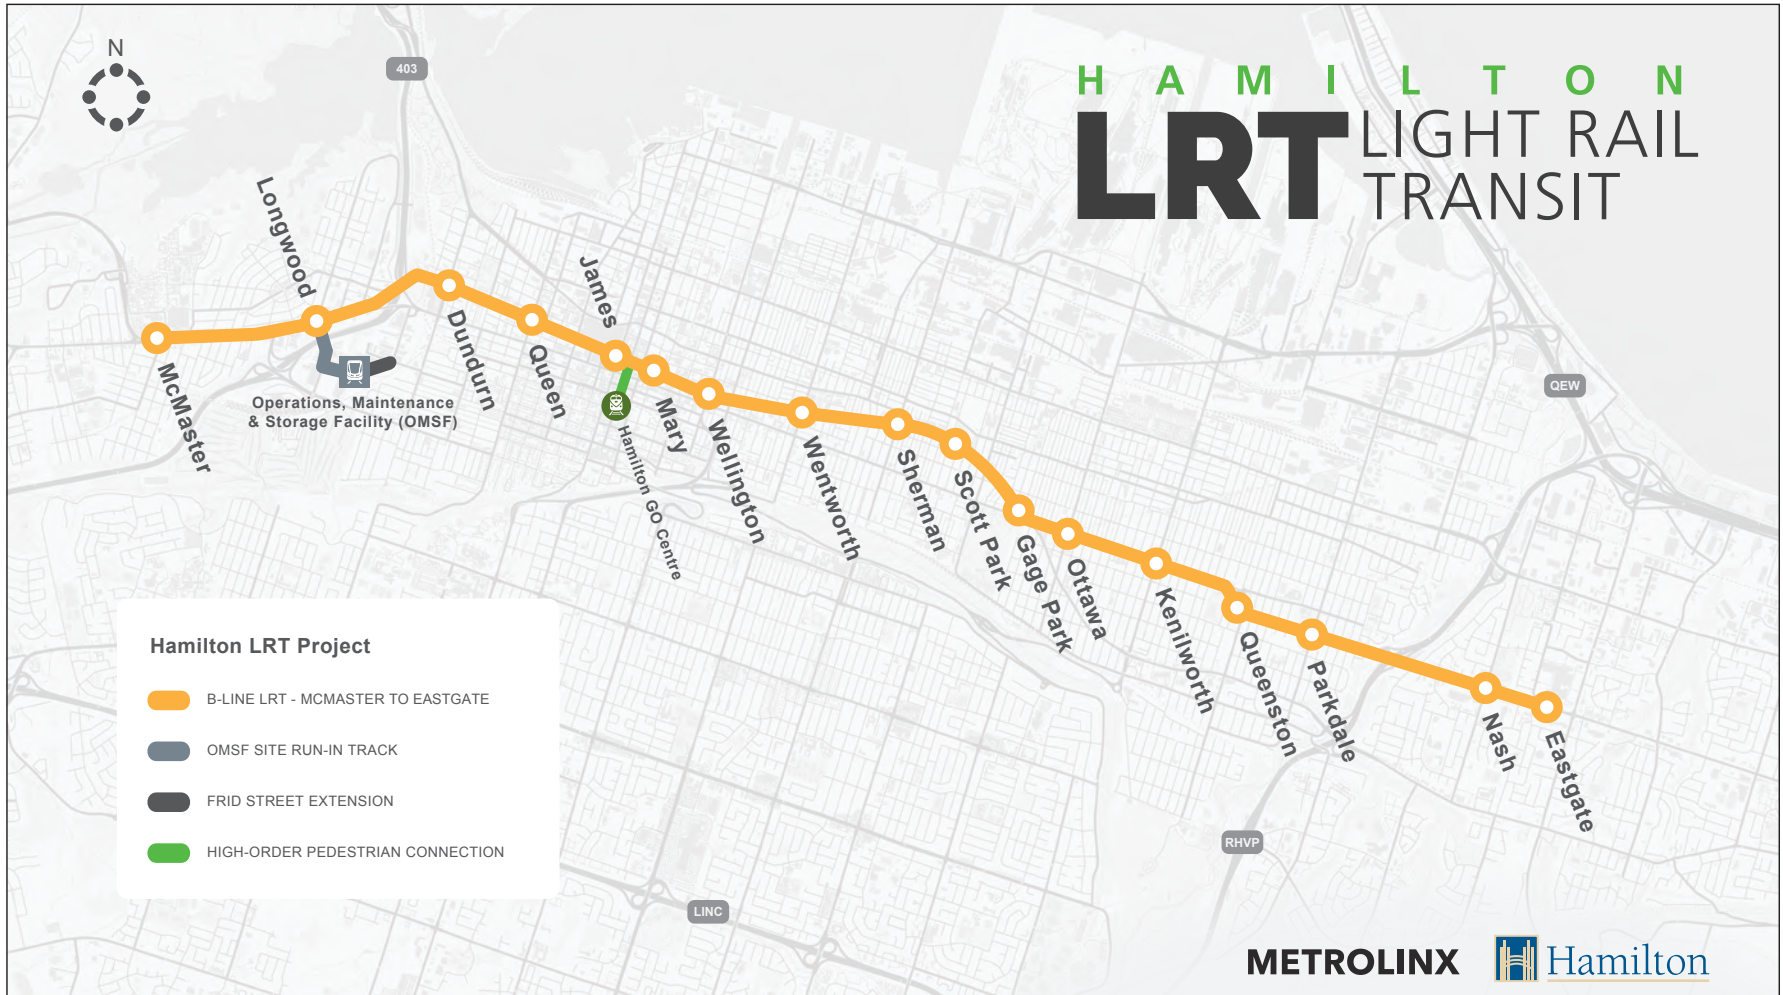 N
403
HAMILTON
LRT LIGHT RAIL
TRANSIT
Longwood
James
McMaster
Dundurn
Queen
Operations, Maintenance
& Storage Facility (OMSF)
Hamilton GO Centre
Mary
Wellington
Wentworth
Sherman
Scott Park
Gage Park
Ottawa
Kenilworth
Queenston
Parkdale
Nash
Eastgate
QEW
RHVP
LINC
Hamilton LRT Project
B-LINE LRT - MCMASTER TO EASTGATE
OMSF SITE RUN-IN TRACK
FRID STREET EXTENSION
HIGH-ORDER PEDESTRIAN CONNECTION
METROLINX
Hamilton